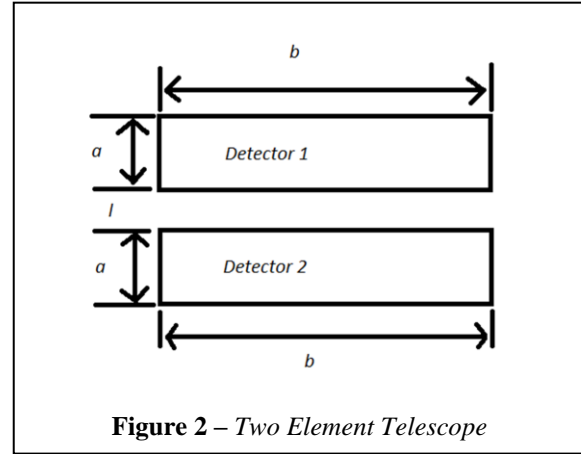 b
a
Detector 1
l
a
Detector 2
b
Figure 2 – Two Element Telescope